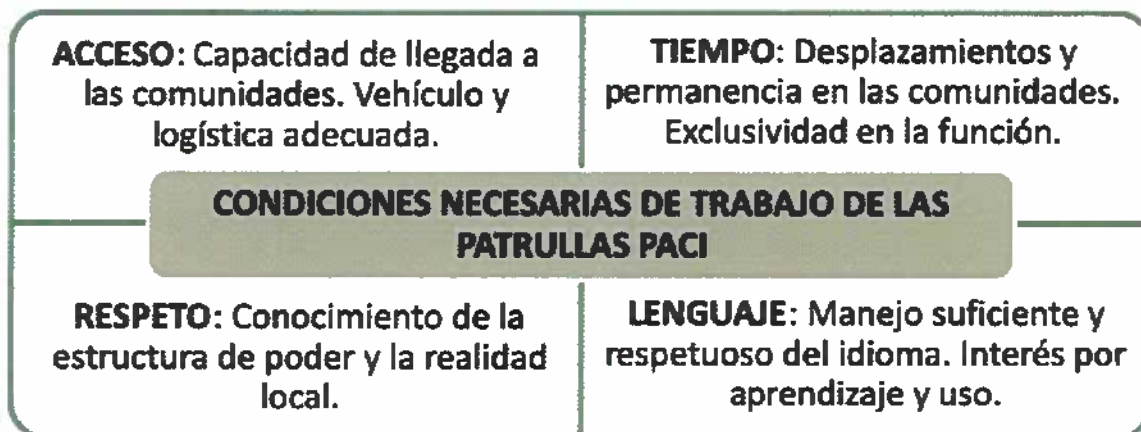 ACCESO: Capacidad de llegada a
las comunidades. Vehículo y
logística adecuada.
TIEMPO: Desplazamientos y
permanencia en las comunidades.
Exclusividad en la función.
CONDICIONES NECESARIAS DE TRABAJO DE LAS
PATRULLAS PACI
RESPETO: Conocimiento de la
estructura de poder y la realidad
local.
LENGUAJE: Manejo suficiente y
respetuoso del idioma. Interés por
aprendizaje y uso.